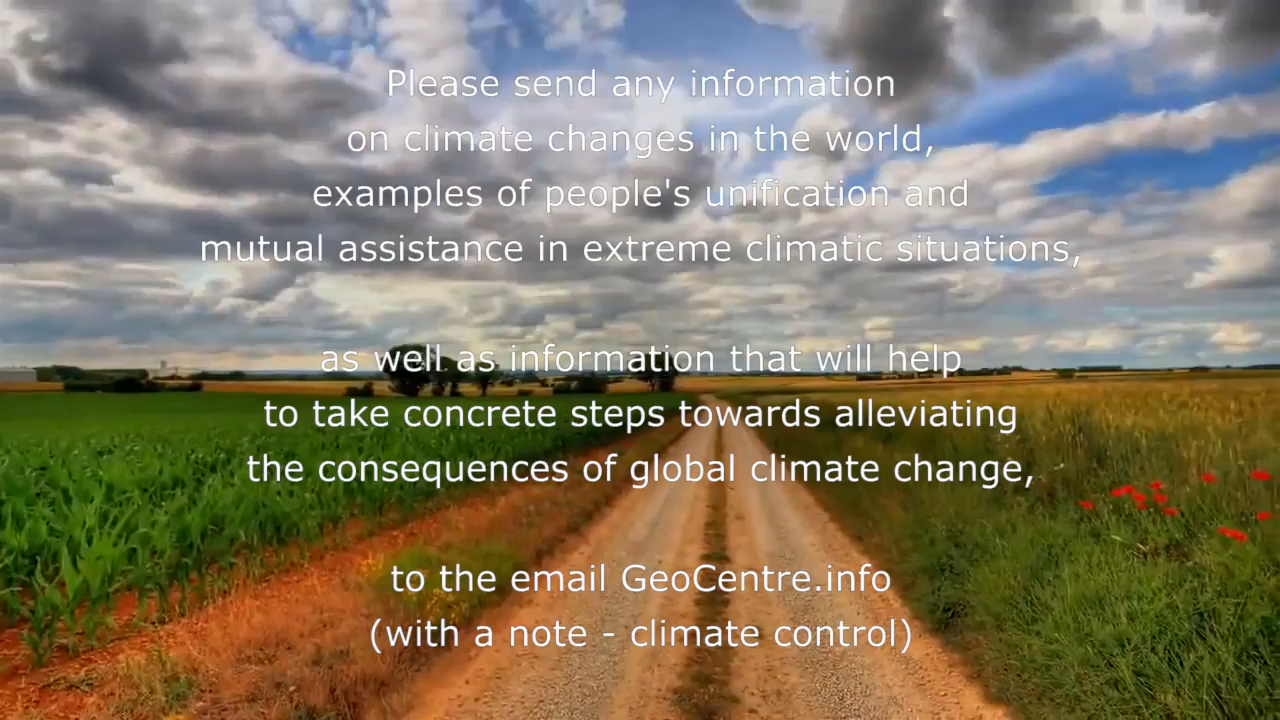 Please send any information
on climate changes in the world,
examples of people's unification and
mutual assistance in extreme climatic situations,
as well as information that will help
to take concrete steps towards alleviating
the consequences of global climate change,
to the email GeoCentre.info
(with a note - climate control)